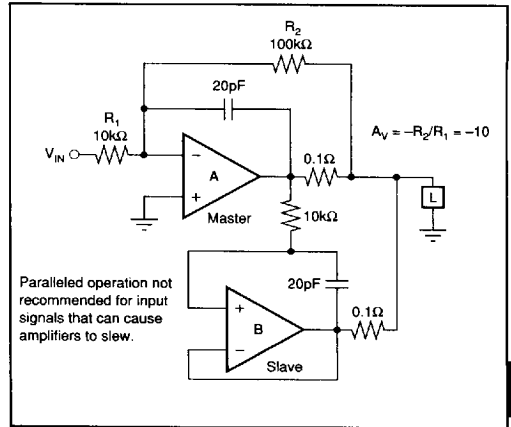 R2
100kΩ
20pF
R1
10kΩ
AV = –R2/R1 = –10
VIN
–
A
+
0.1Ω
L
Master
10kΩ
Paralleled operation not
recommended for input
signals that can cause
amplifiers to slew.
20pF
+
B
–
0.1Ω
Slave